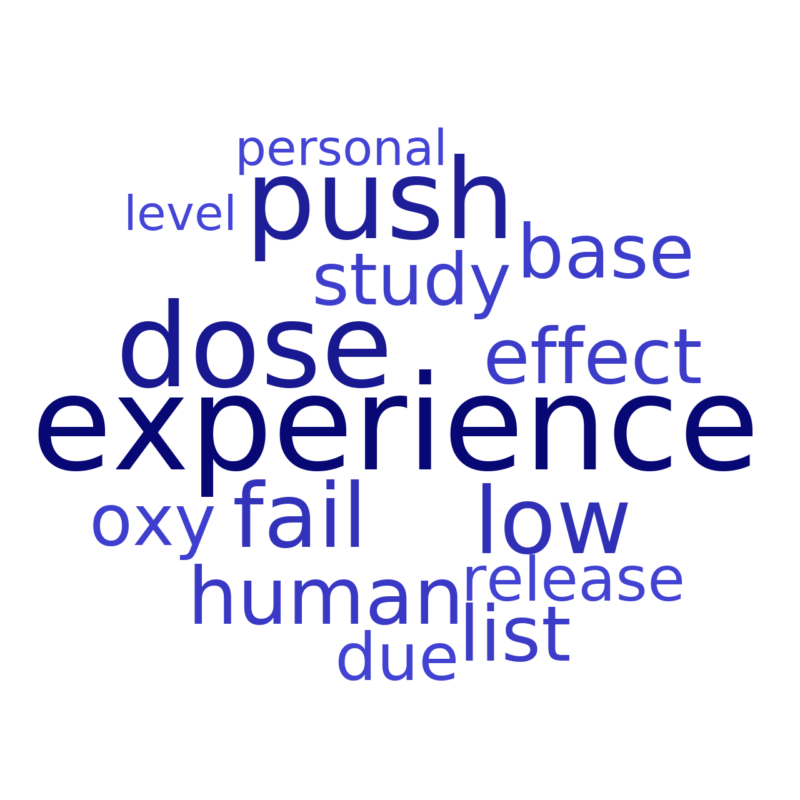 personal
push
level
base
study
dose
effect
experience
oxy
fail
low
human
release
list
due